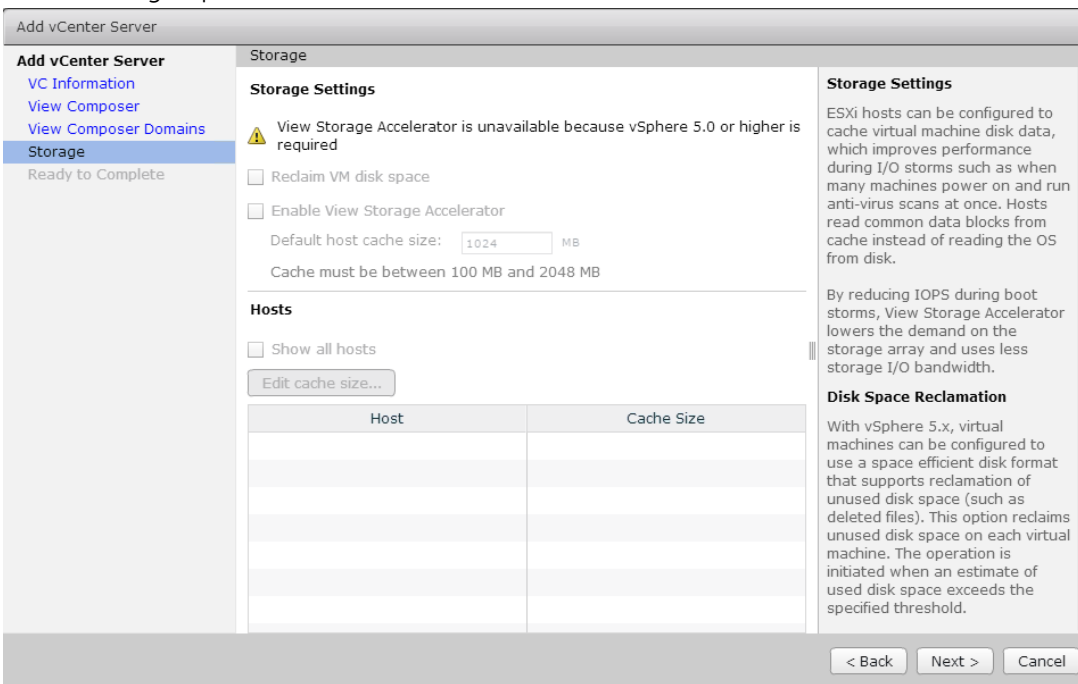 Add vCenter Server
Add vCenter Server
VC Information
View Composer
View Composer Domains
Storage
Ready to Complete
Storage
Storage Settings
View Storage Accelerator is unavailable because vSphere 5.0 or higher is
required
Reclaim VM disk space
Enable View Storage Accelerator
Default host cache size: 1024 MB
Cache must be between 100 MB and 2048 MB
Hosts
Show all hosts
Edit cache size...
Host Cache Size
Storage Settings
ESXi hosts can be configured to
cache virtual machine disk data,
which improves performance
during I/O storms such as when
many machines power on and run
anti-virus scans at once. Hosts
read common data blocks from
cache instead of reading the OS
from disk.
By reducing IOPS during boot
storms, View Storage Accelerator
lowers the demand on the
storage array and uses less
storage I/O bandwidth.
Disk Space Reclamation
With vSphere 5.x, virtual
machines can be configured to
use a space efficient disk format
that supports reclamation of
unused disk space (such as
deleted files). This option reclaims
unused disk space on each virtual
machine. The operation is
initiated when an estimate of
used disk space exceeds the
specified threshold.
< Back Next > Cancel